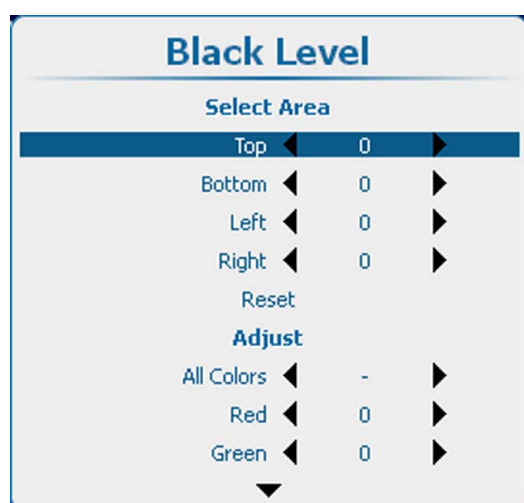 Black Level
Select Area
Top 0
Bottom 0
Left 0
Right 0
Reset
Adjust
All Colors -
Red 0
Green 0